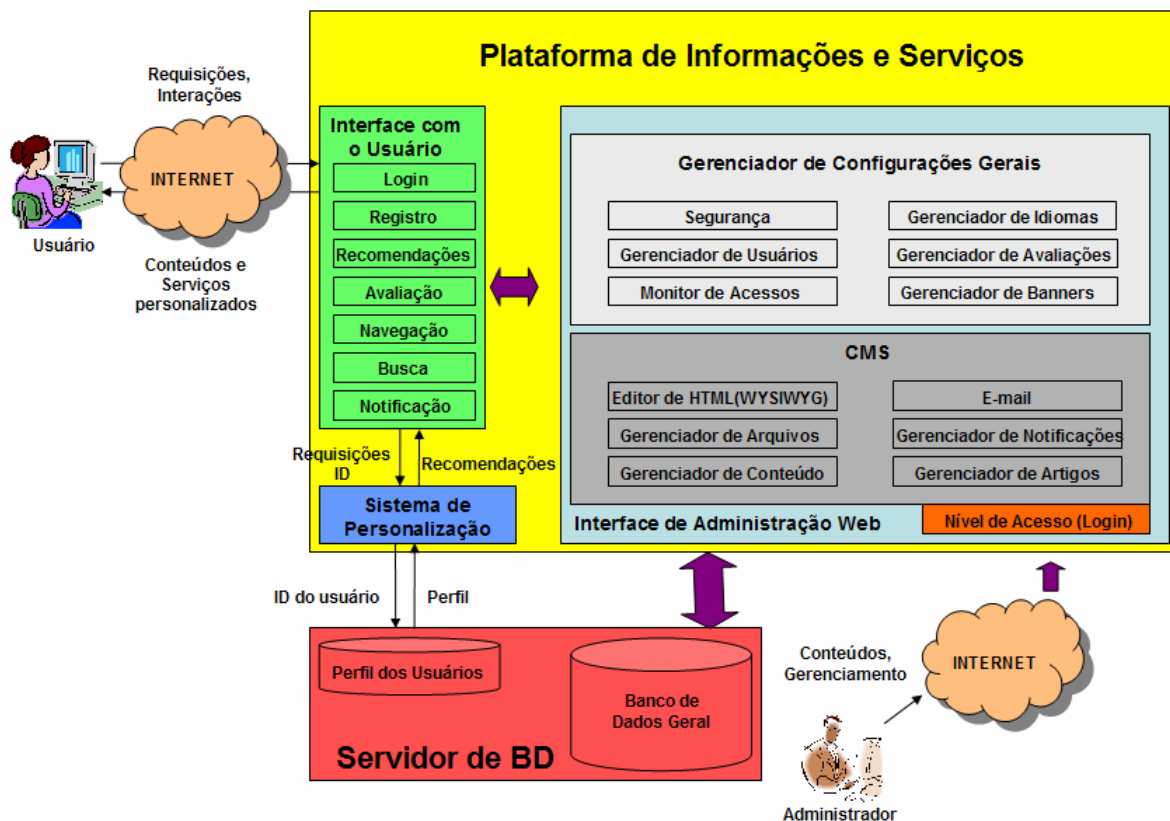 Plataforma de Informações e Serviços
Requisições,
Interações
INTERNET
Usuário
Conteúdos e
Serviços
personalizados
Interface com
o Usuário
Login
Registro
Recomendações
Avaliação
Navegação
Busca
Notificação
Gerenciador de Configurações Gerais
Segurança
Gerenciador de Idiomas
Gerenciador de Usuários
Gerenciador de Avaliações
Monitor de Acessos
Gerenciador de Banners
CMS
Editor de HTML(WYSIWYG)
E-mail
Gerenciador de Arquivos
Gerenciador de Notificações
Gerenciador de Conteúdo
Gerenciador de Artigos
Interface de Administração Web
Nível de Acesso (Login)
Requisições
ID
Recomendações
Sistema de
Personalização
ID do usuário
Perfil
Perfil dos Usuários
Banco de
Dados Geral
Servidor de BD
Conteúdos,
Gerenciamento
INTERNET
Administrador